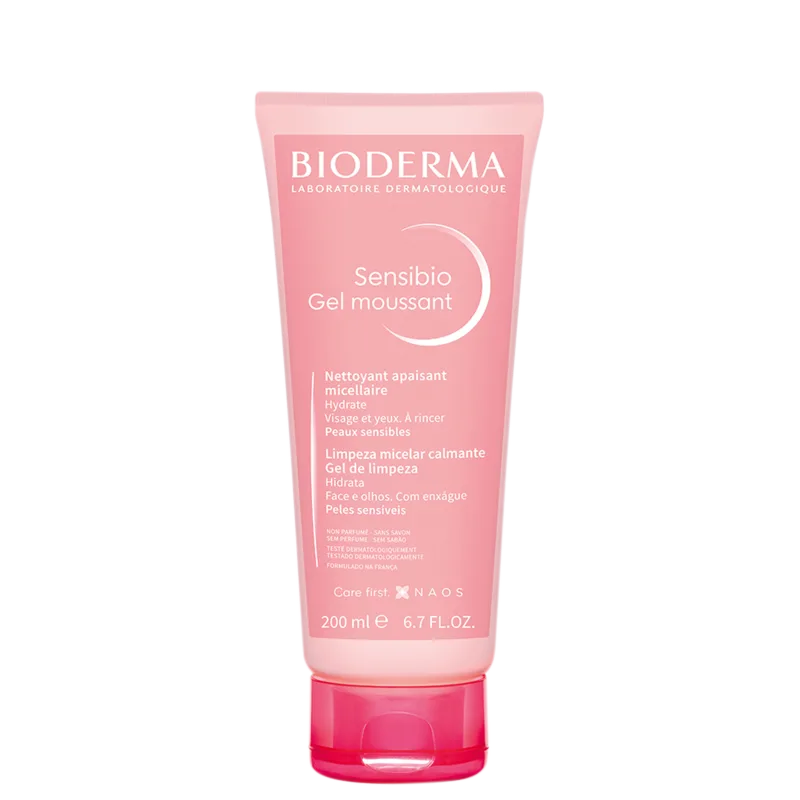 BIODERMA
LABORATOIRE DERMATOLOGIQUE
Sensibio
Gel moussant
Nettoyant apaisant
micellaire
Hydrate
Visage et yeux. À rincer
Peaux sensibles
Limpeza micelar calmante
Gel de limpeza
Hidrata
Face e olhos. Com enxágue
Peles sensíveis
NON PARFUMÉ - SANS SAVON
SEM PERFUME - SEM SABÃO
TESTÉ DERMATOLOGIQUEMENT
TESTADO DERMATOLOGICAMENTE
FORMULADO NA FRANÇA
Care first. NAOS
200 ml ℮ 6.7 FL.OZ.